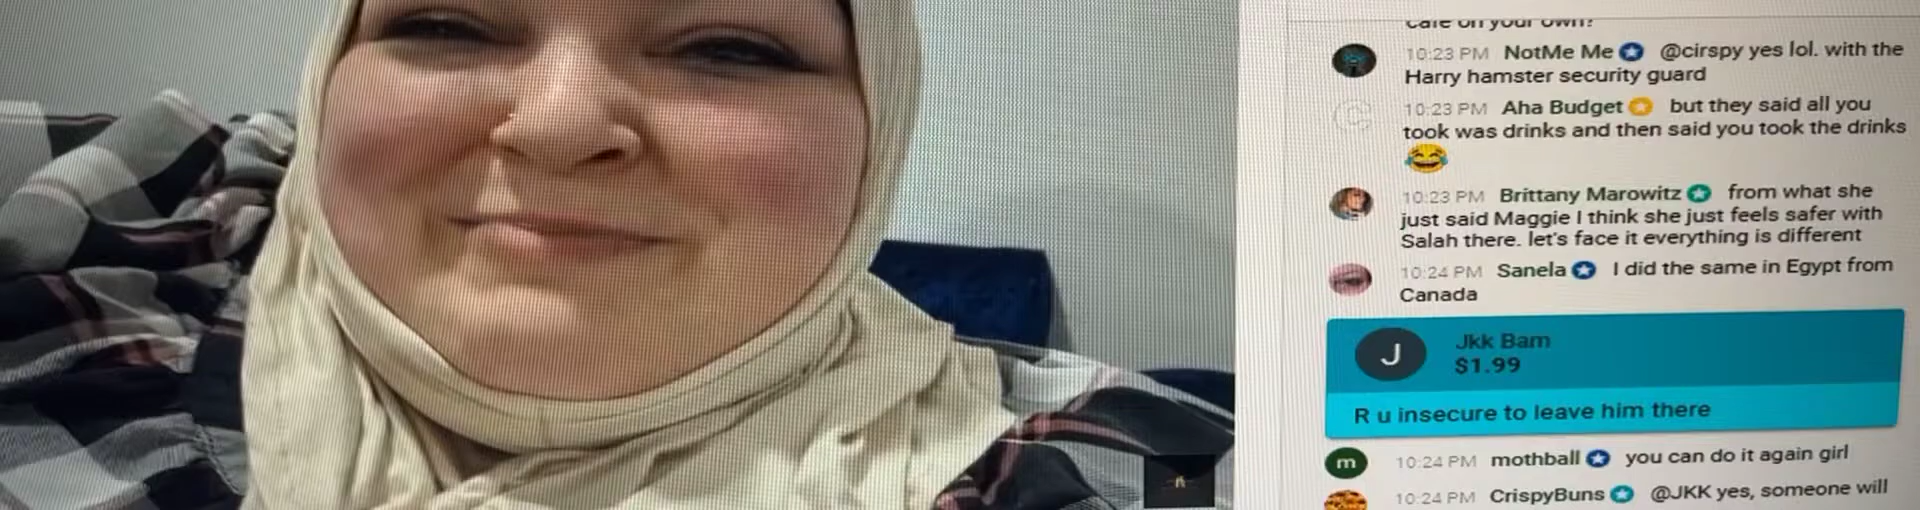 care on your own?
10:23 PM NotMe Me @cirspy yes lol. with the
Harry hamster security guard
10:23 PM Aha Budget but they said all you
took was drinks and then said you took the drinks
10:23 PM Brittany Marowitz from what she
just said Maggie I think she just feels safer with
Salah there. let's face it everything is different
10:24 PM Sanela I did the same in Egypt from
Canada
J
Jkk Bam
$1.99
R u insecure to leave him there
m
10:24 PM mothball you can do it again girl
10:24 PM CrispyBuns @JKK yes, someone will